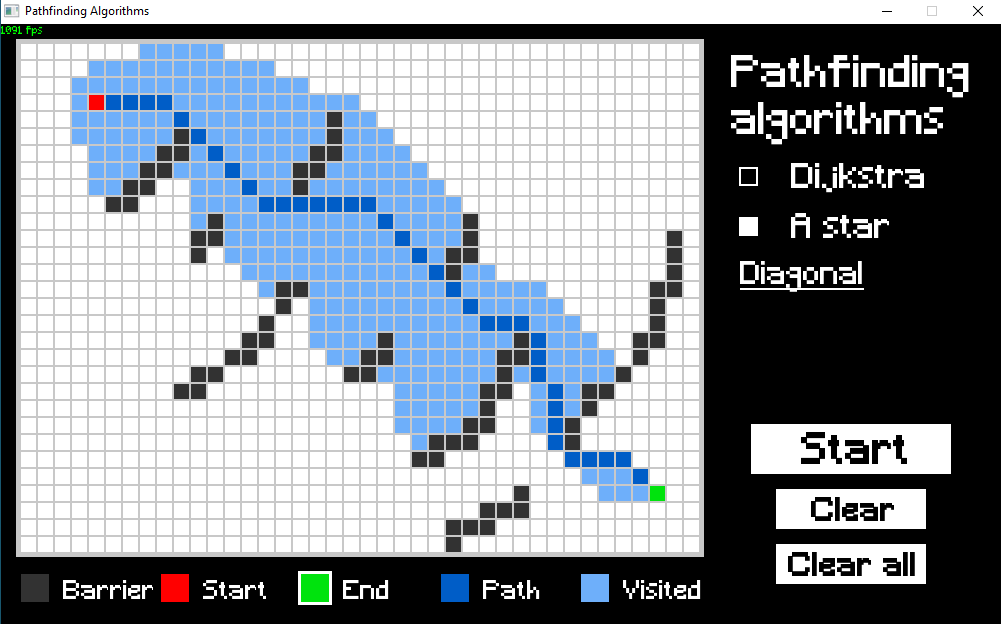 Pathfinding Algorithms
1091 fps
Pathfinding
algorithms
Dijkstra
A star
Diagonal
Start
Clear
Clear all
Barrier Start End Path Visited